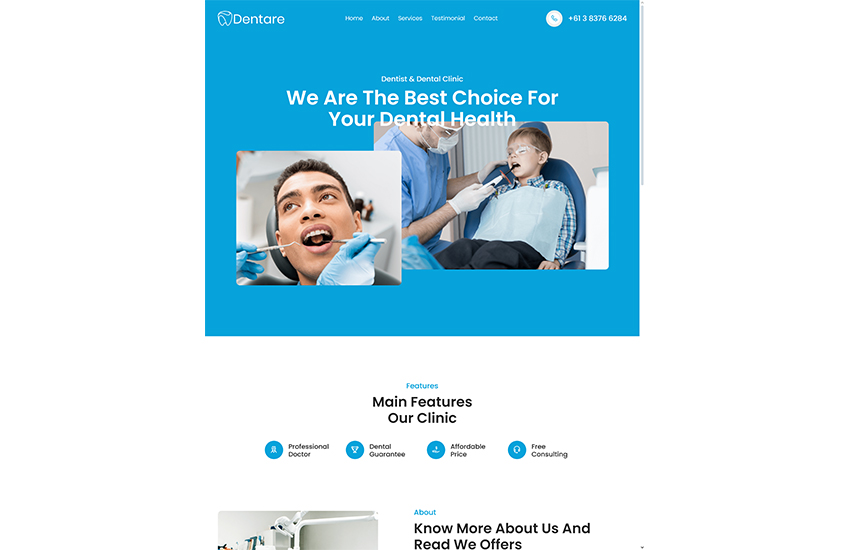 Dentare
Home About Services Testimonial Contact
+61 3 8376 6284
Dentist & Dental Clinic
We Are The Best Choice For
Your Dental Health
Features
Main Features
Our Clinic
Professional
Doctor
Dental
Guarantee
Affordable
Price
Free
Consulting
About
Know More About Us And
Read We Offers